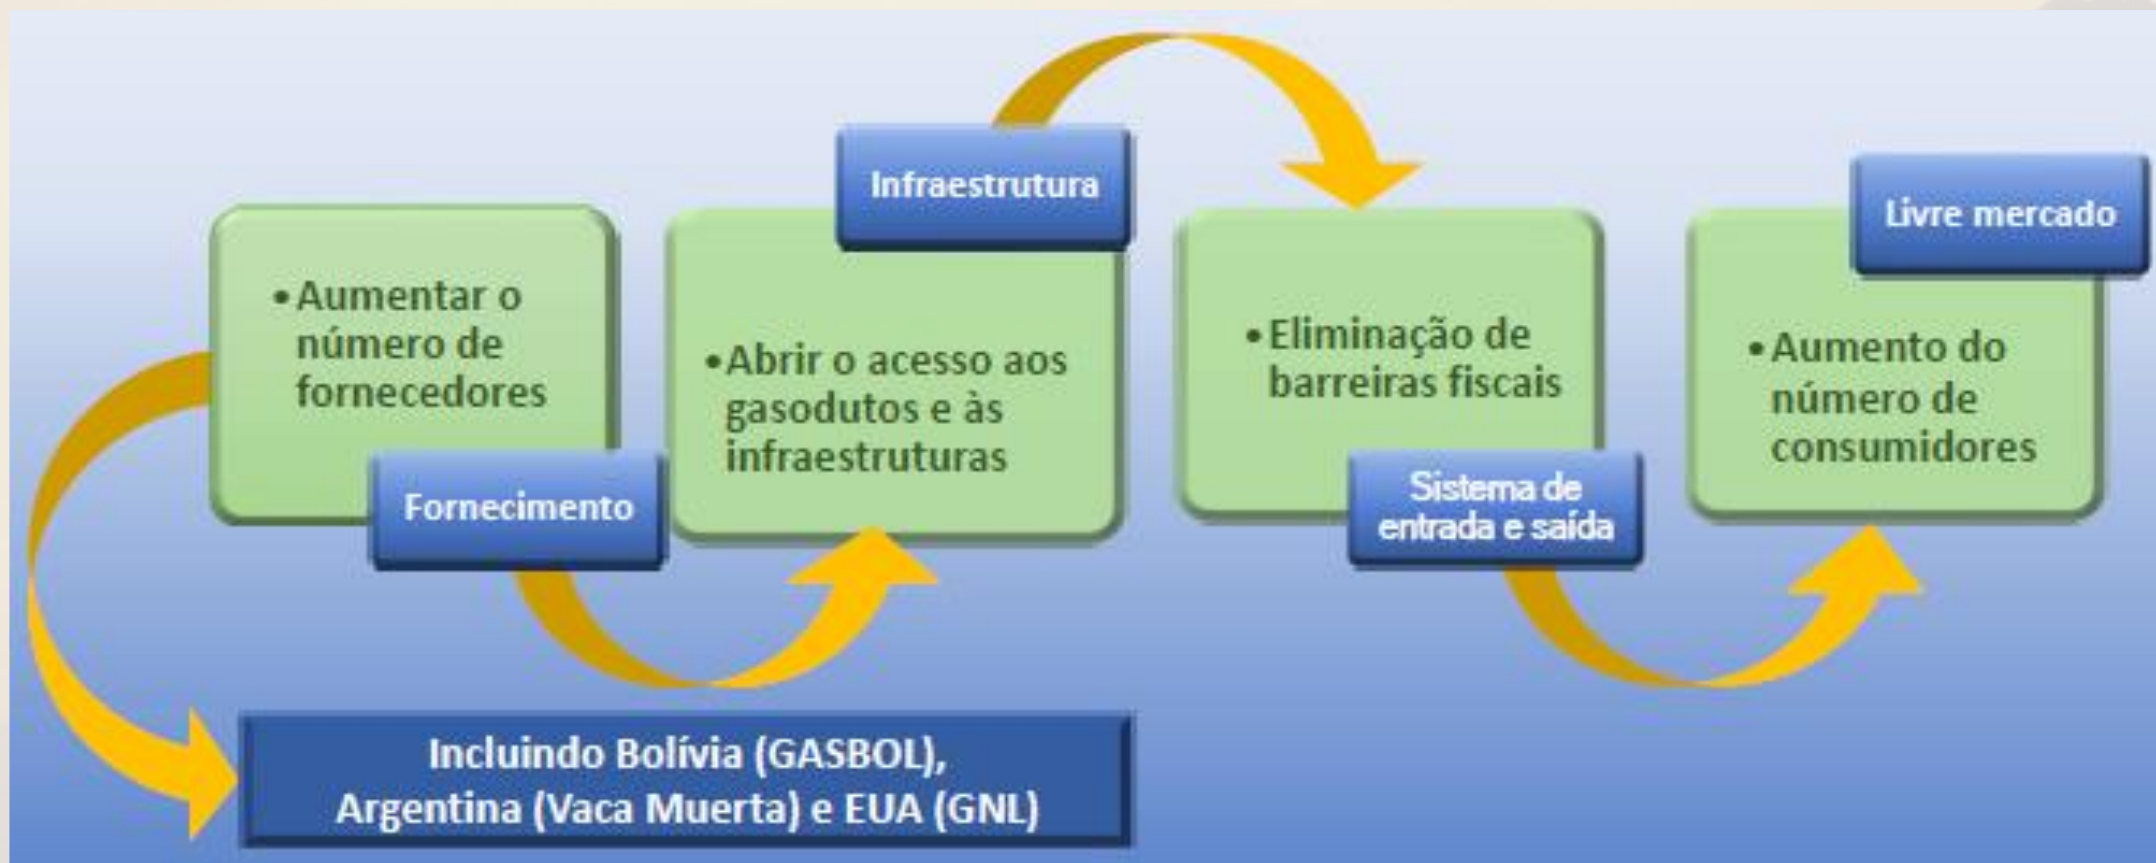 • Aumentar o
número de
fornecedores
Fornecimento
Infraestrutura
• Abrir o acesso aos
gasodutos e às
infraestruturas
• Eliminação de
barreiras fiscais
Sistema de
entrada e saída
Livre mercado
• Aumento do
número de
consumidores
Incluindo Bolívia (GASBOL),
Argentina (Vaca Muerta) e EUA (GNL)